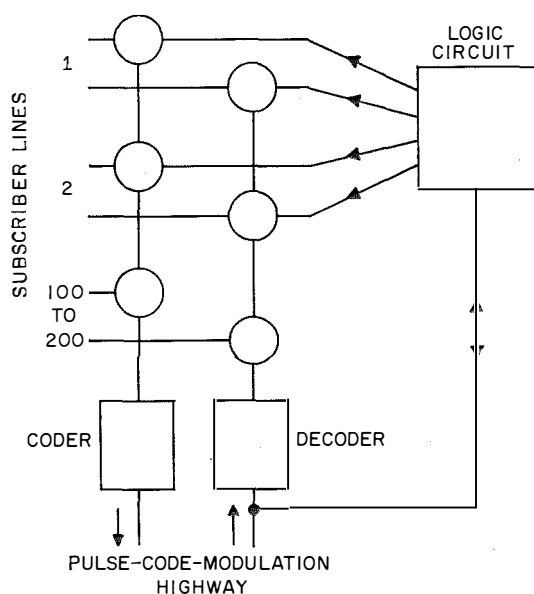 LOGIC
CIRCUIT
SUBSCRIBER LINES
1
2
100
TO
200
CODER
DECODER
PULSE-CODE-MODULATION
HIGHWAY